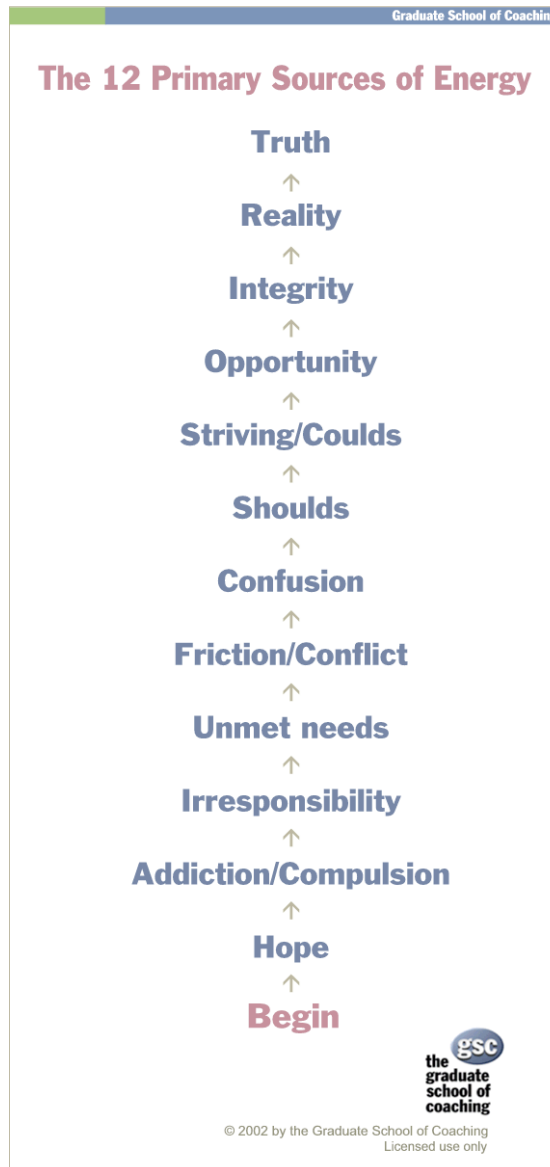 Graduate School of Coachin
The 12 Primary Sources of Energy
Truth
↑
Reality
↑
Integrity
↑
Opportunity
↑
Striving/Coulds
↑
Shoulds
↑
Confusion
↑
Friction/Conflict
↑
Unmet needs
↑
Irresponsibility
↑
Addiction/Compulsion
↑
Hope
↑
Begin
gsc
the
graduate
school of
coaching
© 2002 by the Graduate School of Coaching
Licensed use only